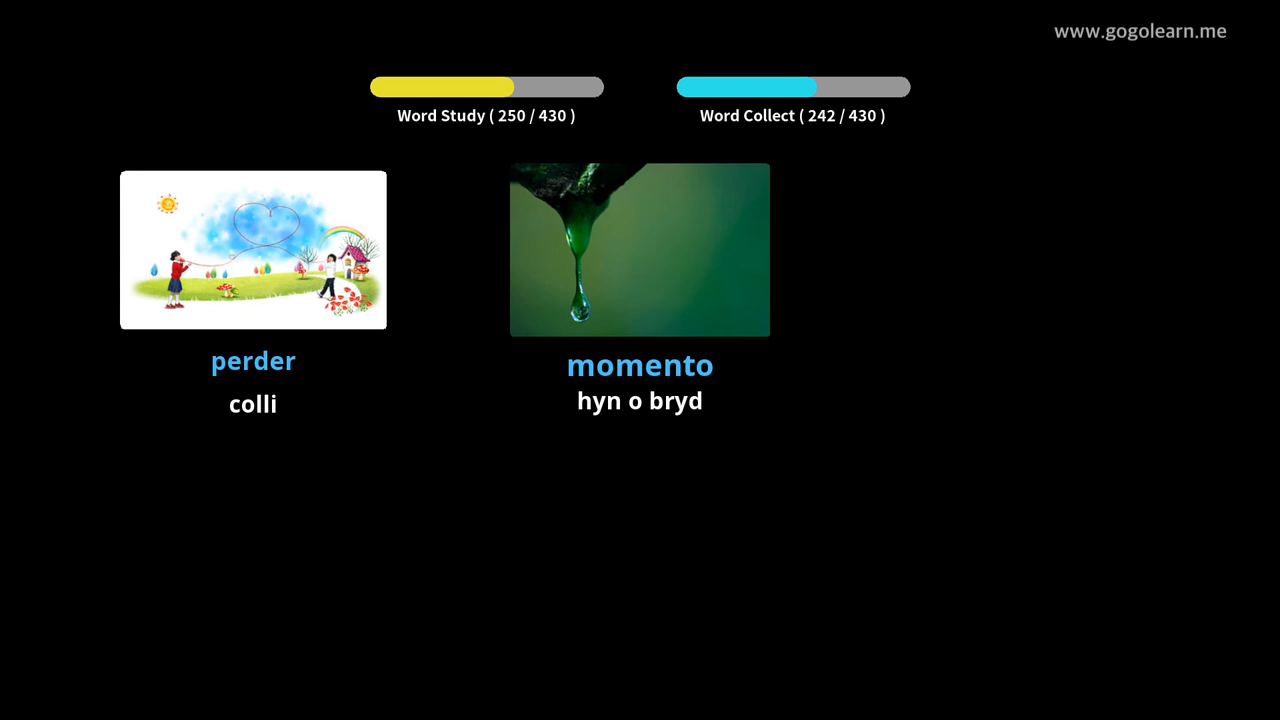 www.gogolearn.me
Word Study ( 250 / 430 )
Word Collect ( 242 / 430 )
perder
colli
momento
hyn o bryd